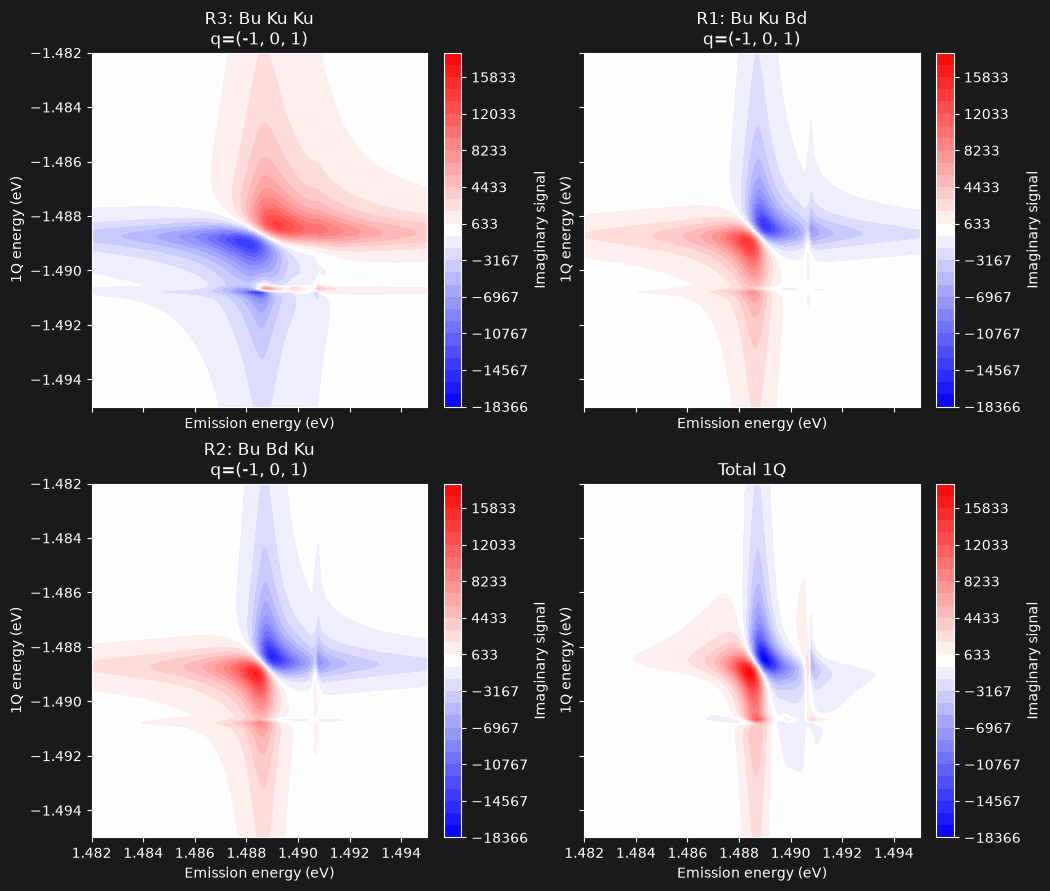 R3: Bu Ku Ku
q=(-1, 0, 1)
−1.482
−1.484
−1.486
−1.488
−1.490
−1.492
−1.494
1Q energy (eV)
Emission energy (eV)
15833
12033
8233
4433
633
−3167
−6967
−10767
−14567
−18366
Imaginary signal
R1: Bu Ku Bd
q=(-1, 0, 1)
1Q energy (eV)
Emission energy (eV)
15833
12033
8233
4433
633
−3167
−6967
−10767
−14567
−18366
Imaginary signal
R2: Bu Bd Ku
q=(-1, 0, 1)
−1.482
−1.484
−1.486
−1.488
−1.490
−1.492
−1.494
1Q energy (eV)
1.482 1.484 1.486 1.488 1.490 1.492 1.494
Emission energy (eV)
15833
12033
8233
4433
633
−3167
−6967
−10767
−14567
−18366
Imaginary signal
Total 1Q
1Q energy (eV)
1.482 1.484 1.486 1.488 1.490 1.492 1.494
Emission energy (eV)
15833
12033
8233
4433
633
−3167
−6967
−10767
−14567
−18366
Imaginary signal